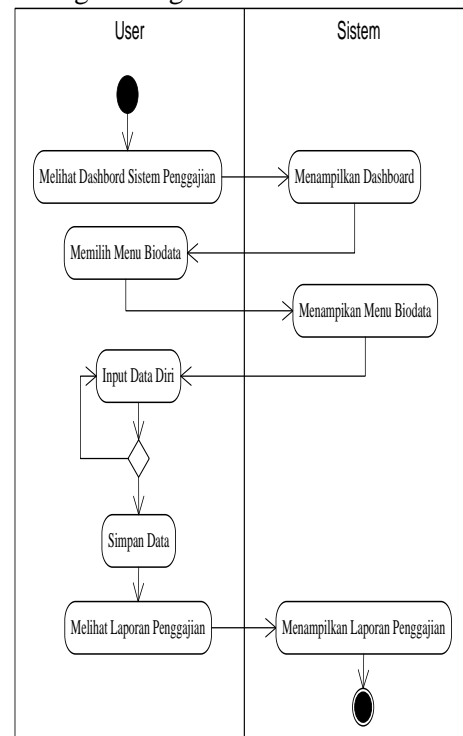 User
Sistem
Melihat Dashbord Sistem Penggajian
Menampilkan Dashboard
Memilih Menu Biodata
Menampikan Menu Biodata
Input Data Diri
Simpan Data
Melihat Laporan Penggajian
Menampilkan Laporan Penggajian